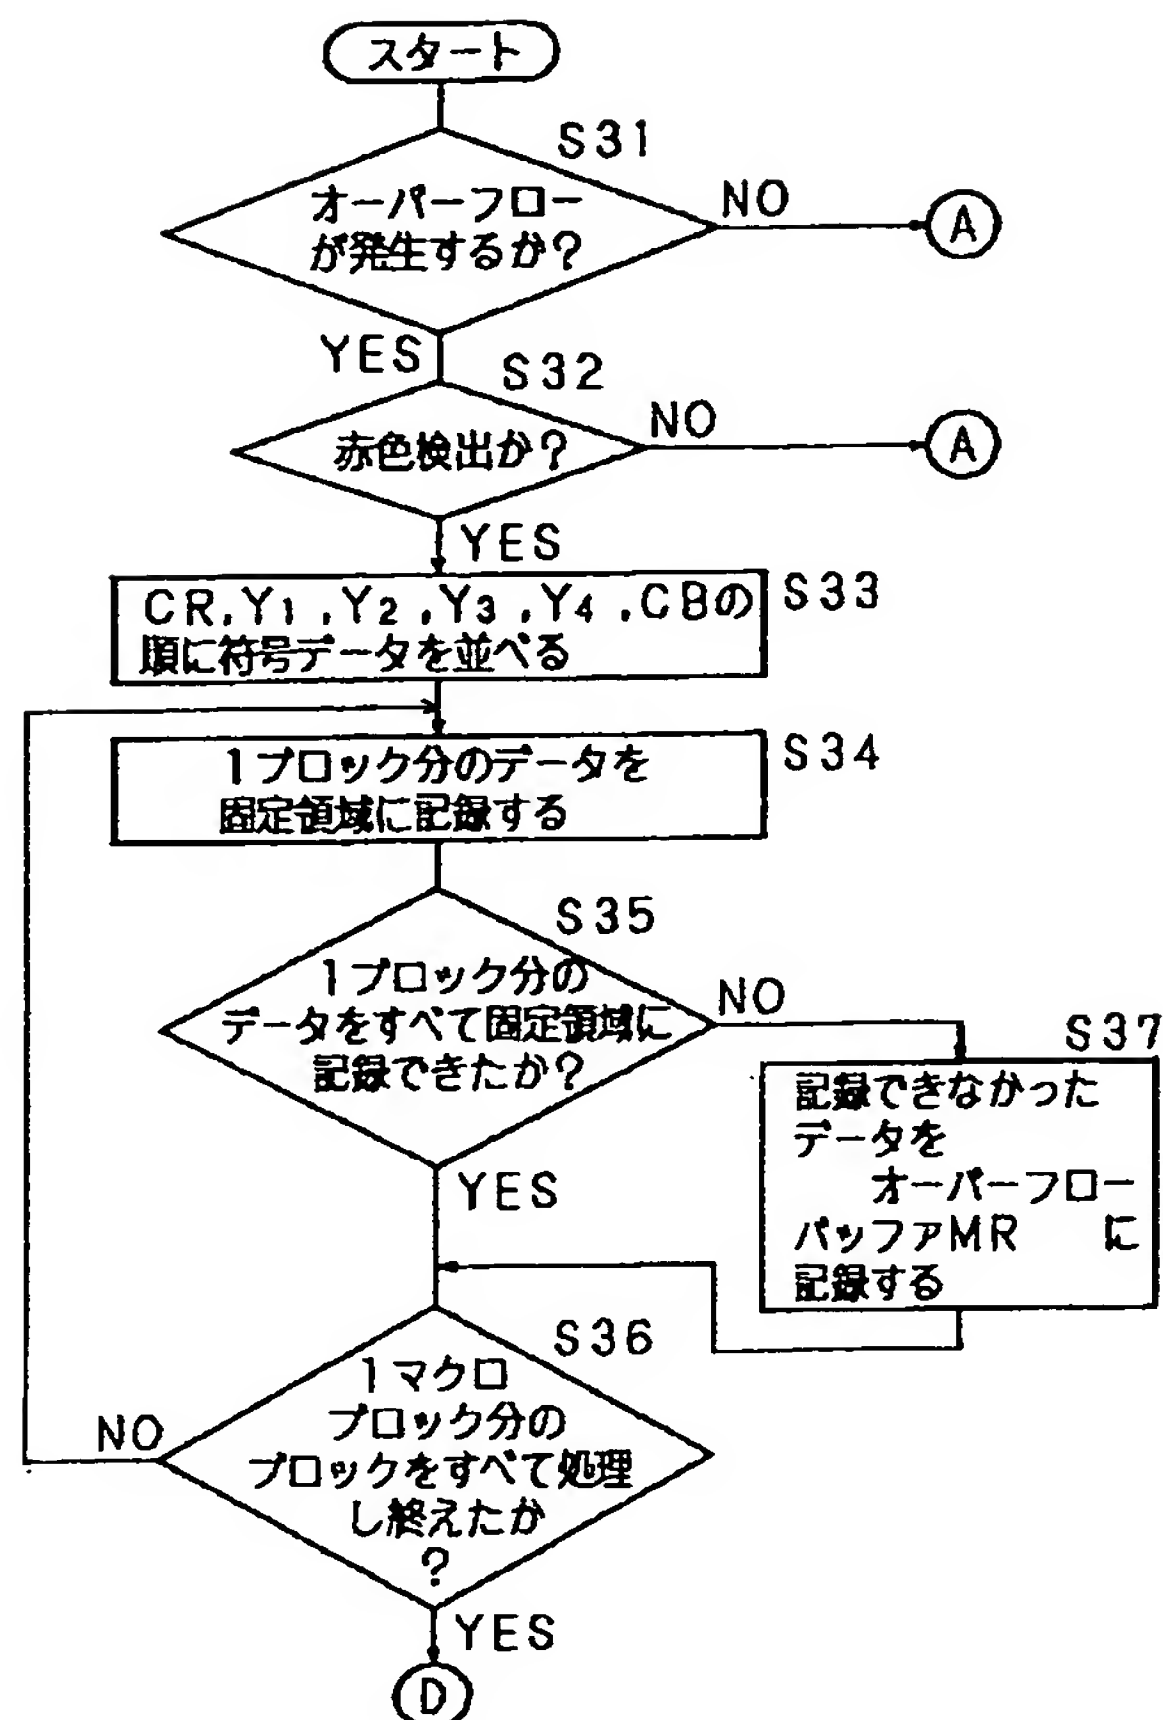 スタート
S31
オーバーフロー
が発生するか?
NO
A
YES
S32
赤色検出か?
NO
A
YES
S33
CR,Y1,Y2,Y3,Y4,CBの
順に符号データを並べる
S34
1ブロック分のデータを
固定領域に記録する
S35
1ブロック分の
データをすべて固定領域に
記録できたか?
NO
S37
記録できなかった
データを
オーバーフロー
バッファMR に
記録する
YES
S36
1マクロ
ブロック分の
ブロックをすべて処理
し終えたか
?
NO
YES
D